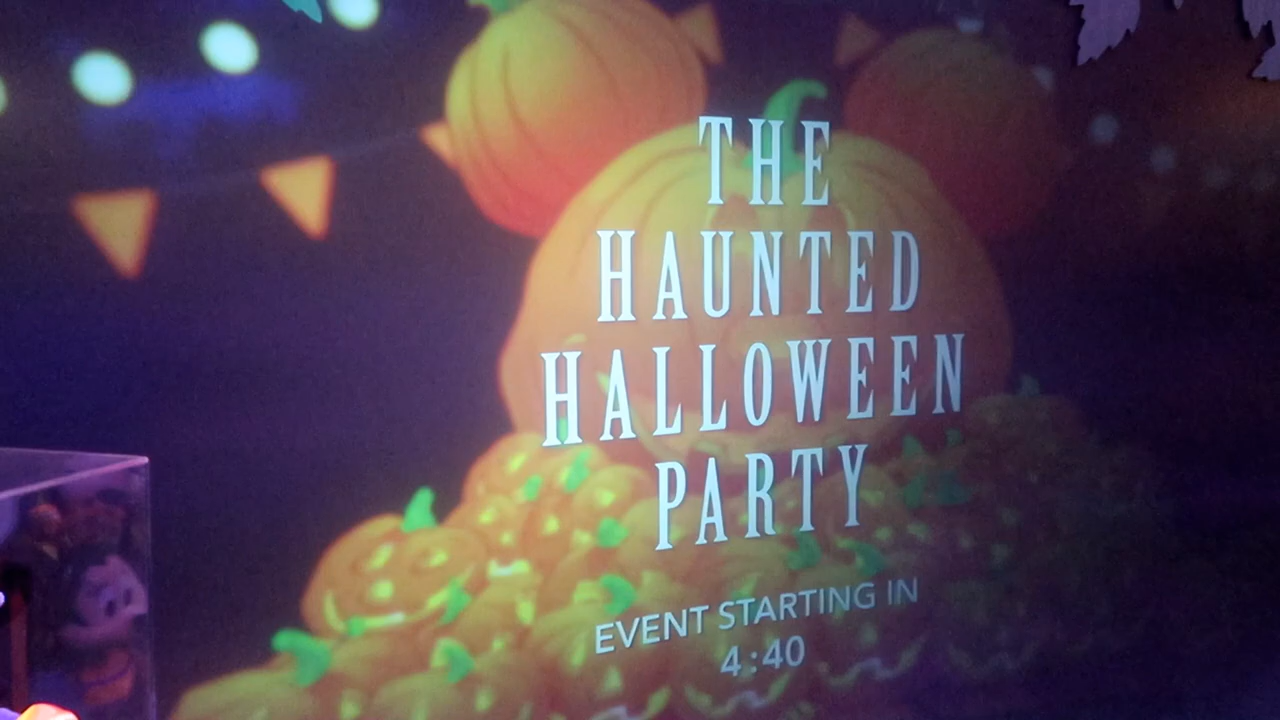 THE
HAUNTED
HALLOWEEN
PARTY
EVENT STARTING IN
4:40